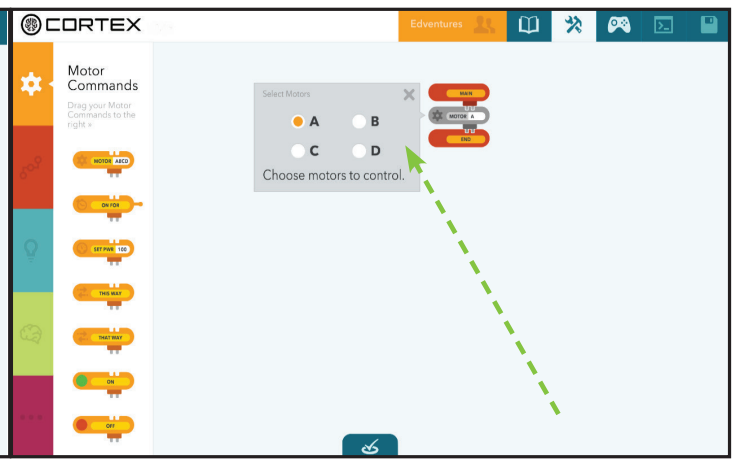 CORTEX
Edventures
Motor
Commands
Drag your Motor
Commands to the
right »
MOTOR ABCD
ON FOR
SET PWR 100
THIS WAY
THAT WAY
ON
OFF
Select Motors
A
B
C
D
Choose motors to control.
MAIN
MOTOR A
END